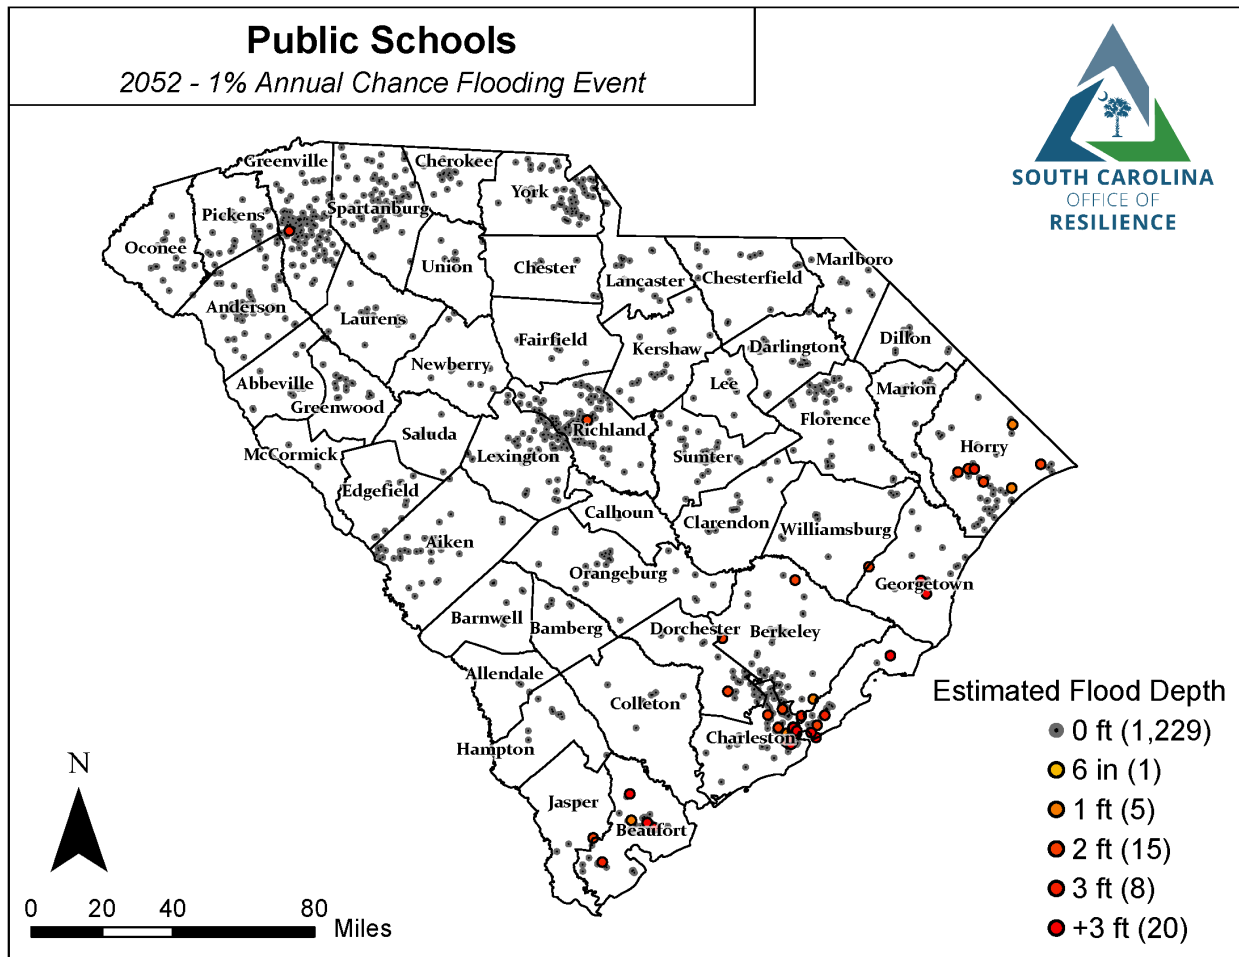 Public Schools
2052 - 1% Annual Chance Flooding Event
SOUTH CAROLINA
OFFICE OF
RESILIENCE
Greenville
Cherokee
York
Pickens
Spartanburg
Oconee
Union
Chester
Lancaster
Chesterfield
Marlboro
Anderson
Laurens
Fairfield
Kershaw
Darlington
Dillon
Newberry
Abbeville
Lee
Marion
Greenwood
Saluda
Richland
Florence
Horry
McCormick
Lexington
Sumter
Edgefield
Calhoun
Clarendon
Williamsburg
Aiken
Orangeburg
Georgetown
Barnwell
Bamberg
Dorchester
Berkeley
Allendale
Colleton
Charleston
Hampton
Jasper
Beaufort
Estimated Flood Depth
0 ft (1,229)
6 in (1)
1 ft (5)
2 ft (15)
3 ft (8)
+3 ft (20)
N
0 20 40 80 Miles